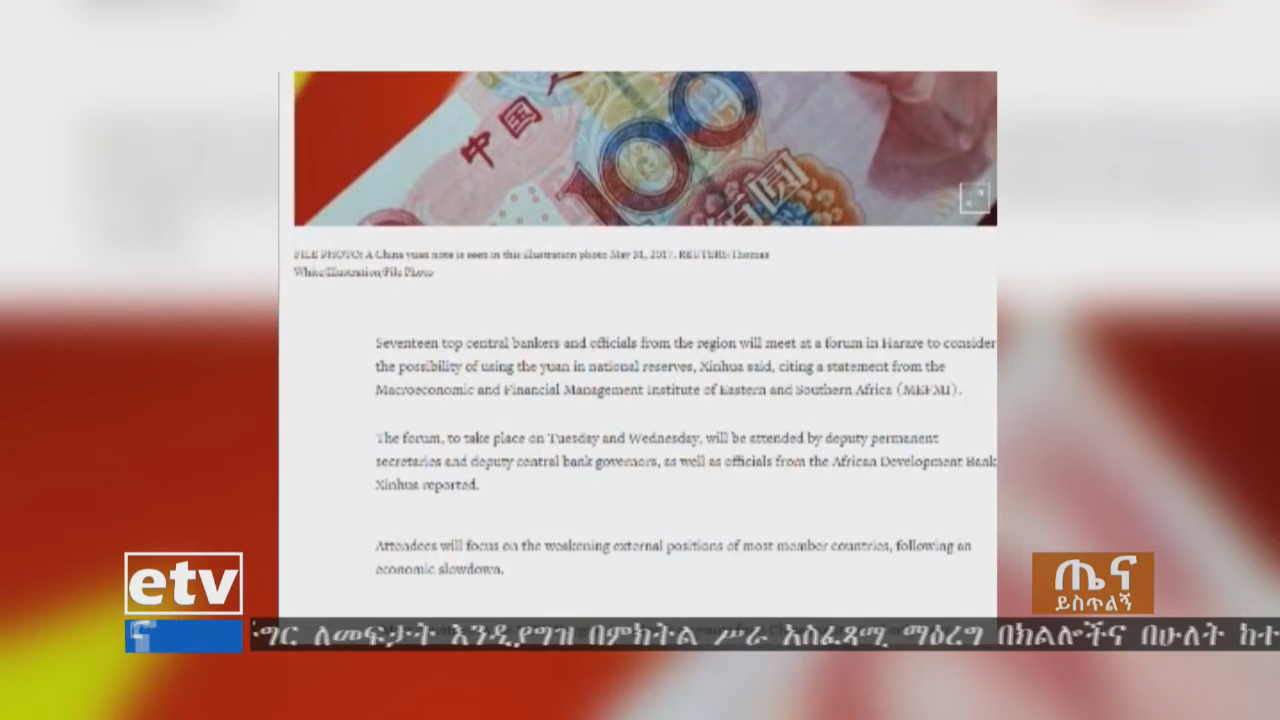 中国人
100
佰圆
FILE PHOTO: A China yuan note is seen in this illustration photo May 31, 2017. REUTERS/Thomas
White/Illustration/File Photo
Seventeen top central bankers and officials from the region will meet at a forum in Harare to consider
the possibility of using the yuan in national reserves, Xinhua said, citing a statement from the
Macroeconomic and Financial Management Institute of Eastern and Southern Africa (MEFMI).
The forum, to take place on Tuesday and Wednesday, will be attended by deputy permanent
secretaries and deputy central bank governors, as well as officials from the African Development Bank
Xinhua reported.
Attendees will focus on the weakening external positions of most member countries, following an
economic slowdown.
etv
ጤና
ይስጥልኝ
ግር ለመፍታት እንዲያግዝ በምክትል ሥራ አስፈጻሚ ማዕረግ በክልሎችና በሁለት ከተ